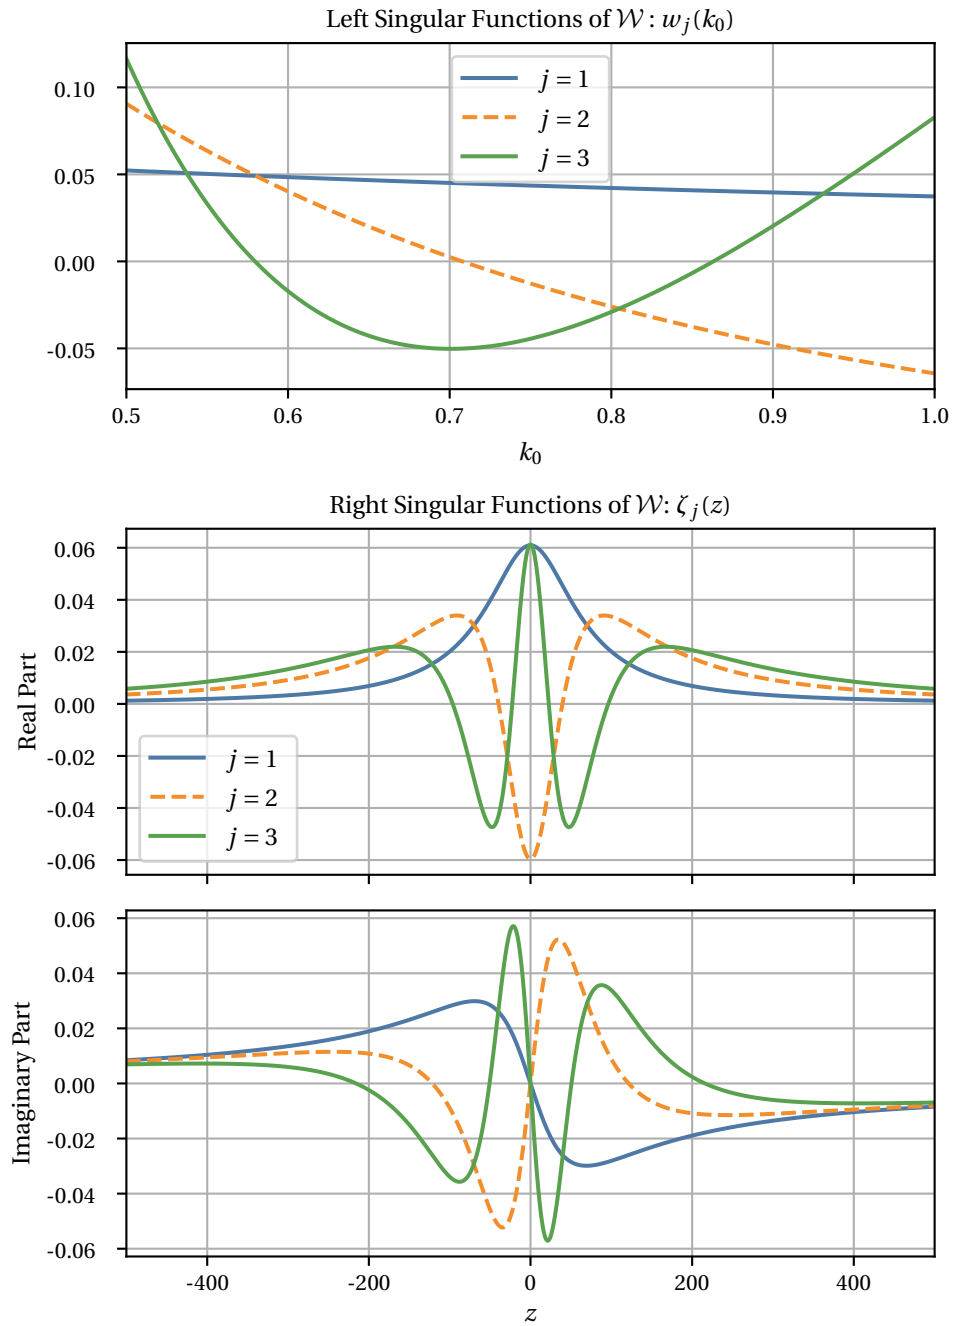 Left Singular Functions of 𝒲 : w_j(k_0)
0.10
0.05
0.00
-0.05
j = 1
j = 2
j = 3
0.5 0.6 0.7 0.8 0.9 1.0
k_0
Right Singular Functions of 𝒲: ζ_j(z)
Real Part
0.06
0.04
0.02
0.00
-0.02
-0.04
-0.06
j = 1
j = 2
j = 3
Imaginary Part
0.06
0.04
0.02
0.00
-0.02
-0.04
-0.06
-400 -200 0 200 400
z